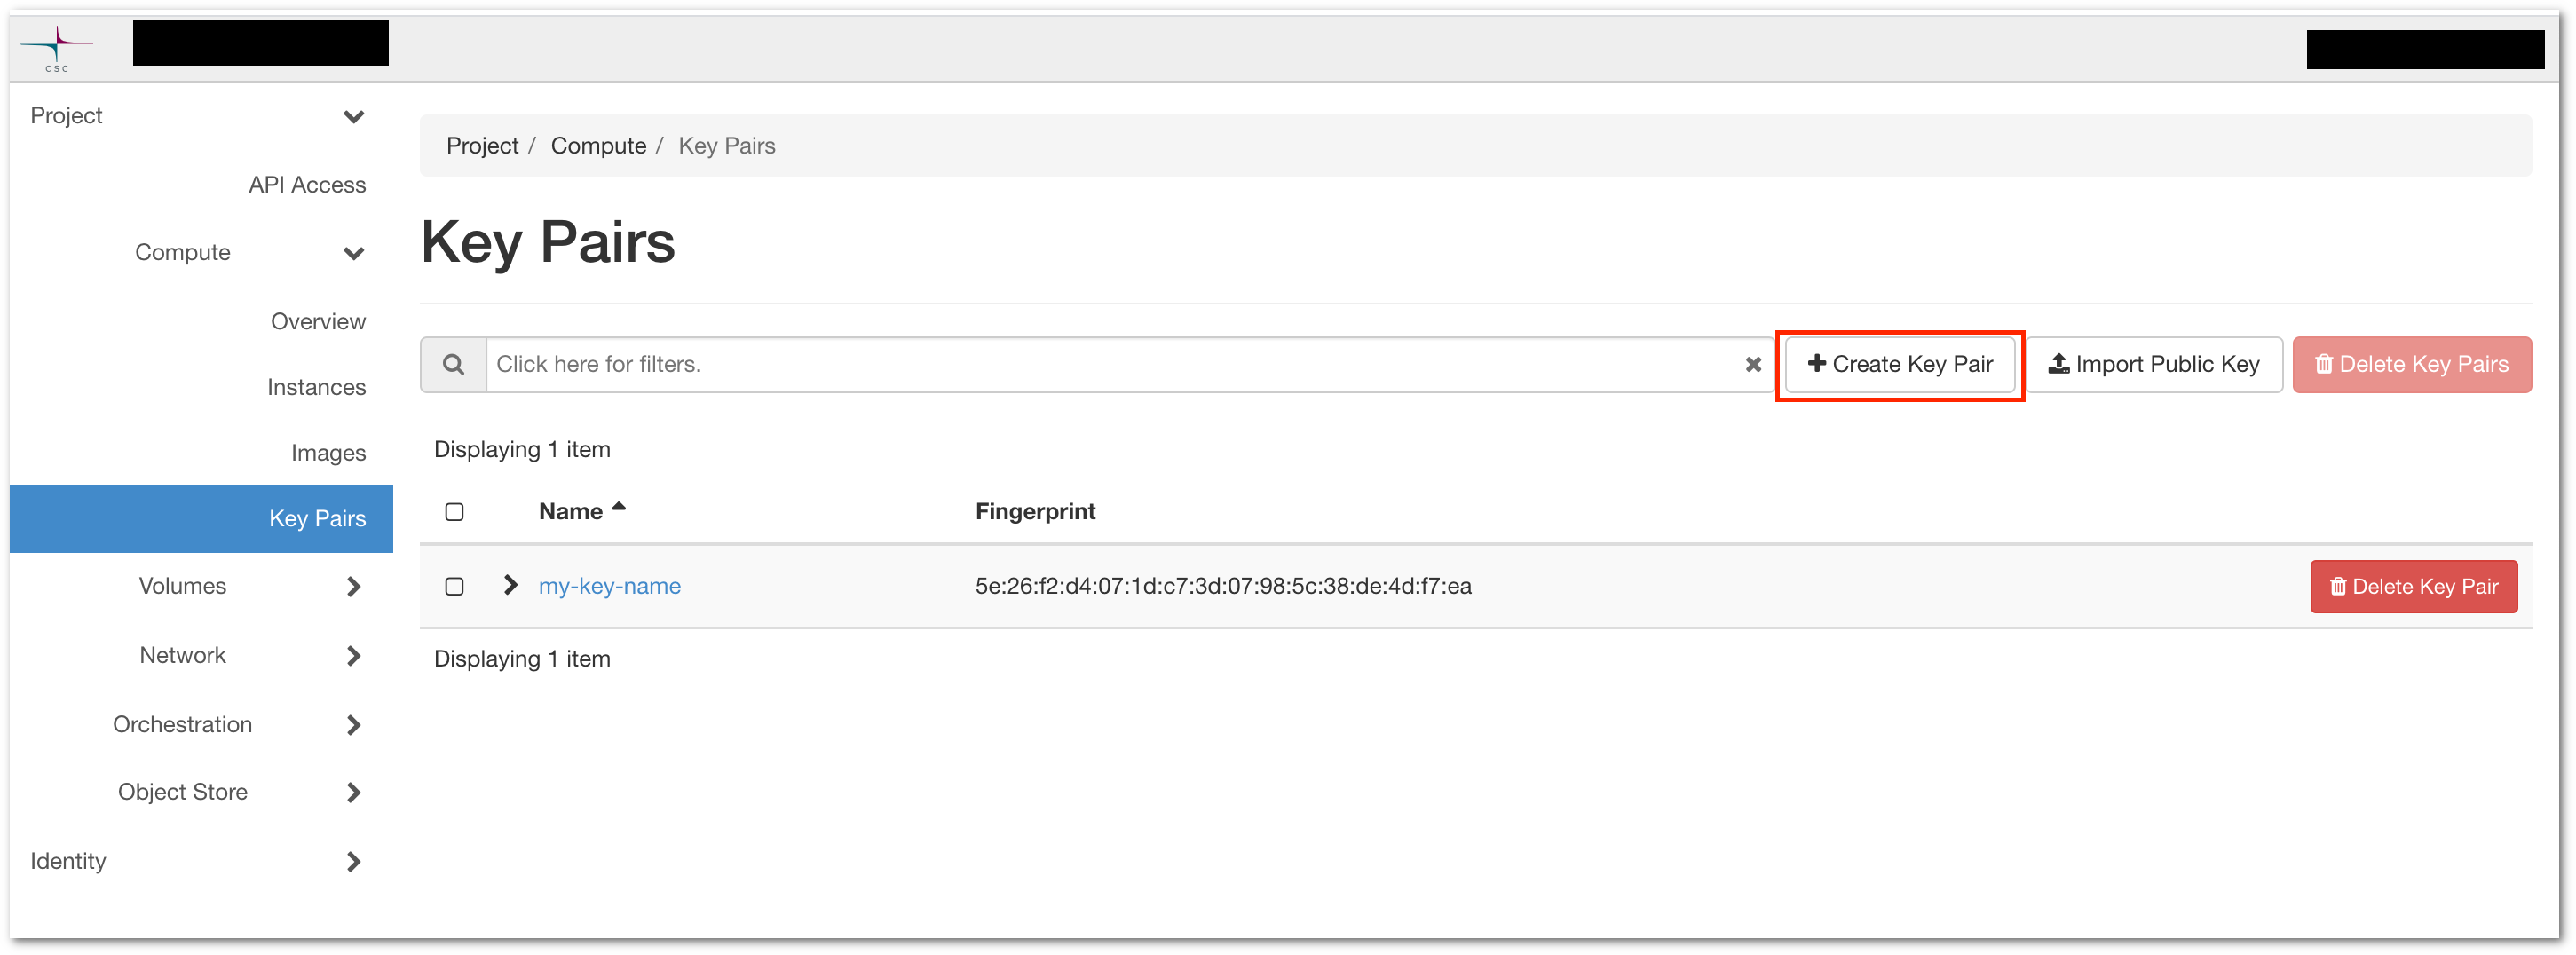 CSC
Project
API Access
Compute
Overview
Instances
Images
Key Pairs
Volumes
Network
Orchestration
Object Store
Identity
Project / Compute / Key Pairs
Key Pairs
Click here for filters.
Create Key Pair
Import Public Key
Delete Key Pairs
Displaying 1 item
Name Fingerprint
my-key-name 5e:26:f2:d4:07:1d:c7:3d:07:98:5c:38:de:4d:f7:ea Delete Key Pair
Displaying 1 item